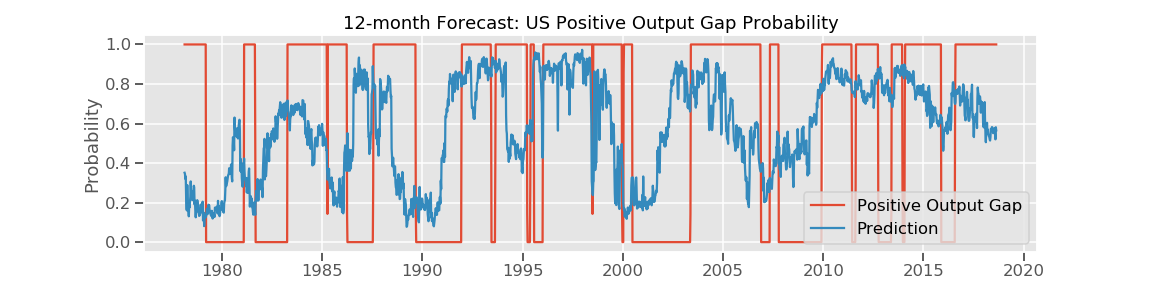 12-month Forecast: US Positive Output Gap Probability
Probability
1.0
0.8
0.6
0.4
0.2
0.0
1980 1985 1990 1995 2000 2005 2010 2015 2020
Positive Output Gap
Prediction